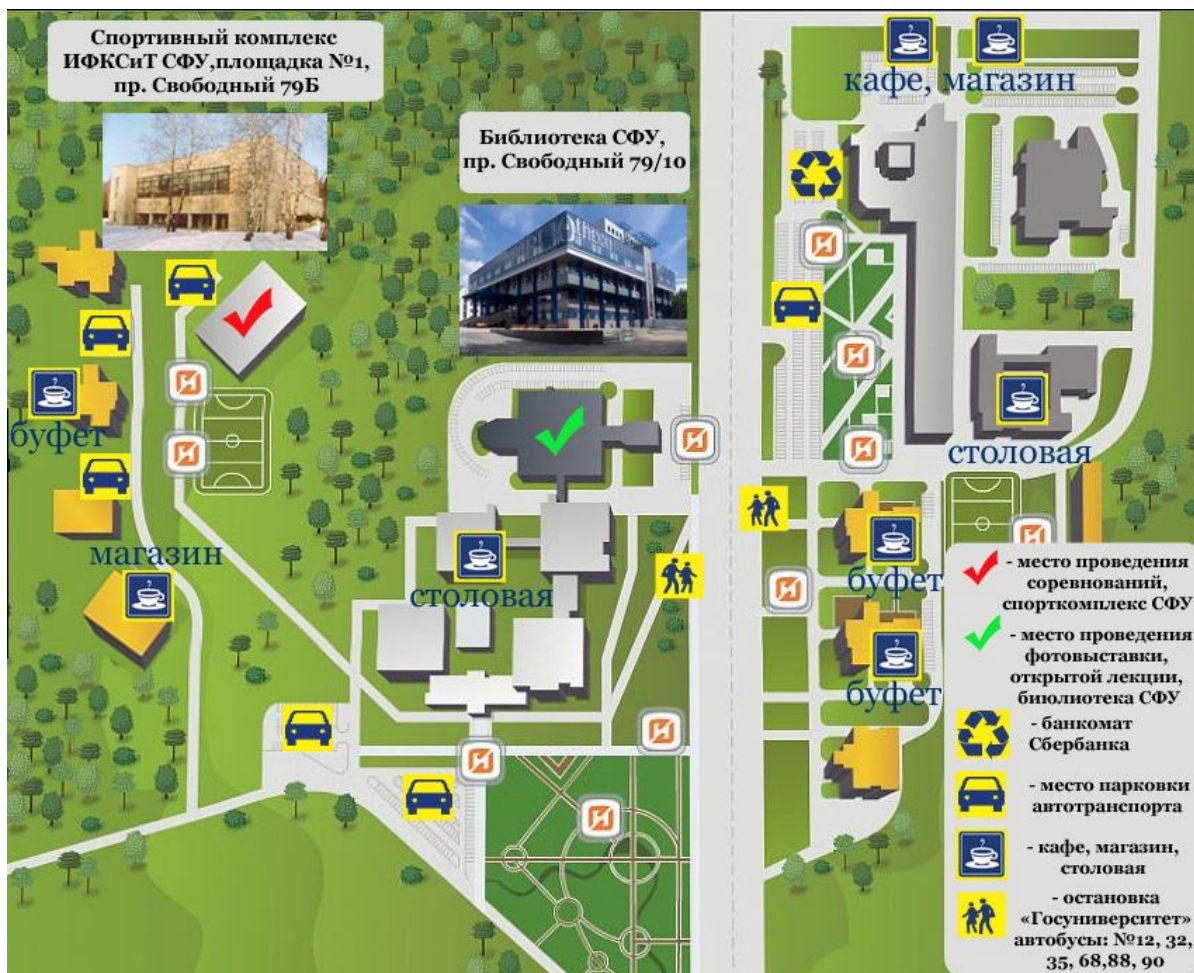 Спортивный комплекс
ИФКСиТ СФУ,площадка №1,
пр. Свободный 79Б
Библиотека СФУ,
пр. Свободный 79/10
кафе, магазин
буфет
столовая
магазин
столовая
буфет
буфет
- место проведения
соревнований,
спорткомплекс СФУ
- место проведения
фотовыставки,
открытой лекции,
биюлиотека СФУ
- банкомат
Сбербанка
- место парковки
автотранспорта
- кафе, магазин,
столовая
- остановка
«Госуниверситет»
автобусы: №12, 32,
35, 68,88, 90